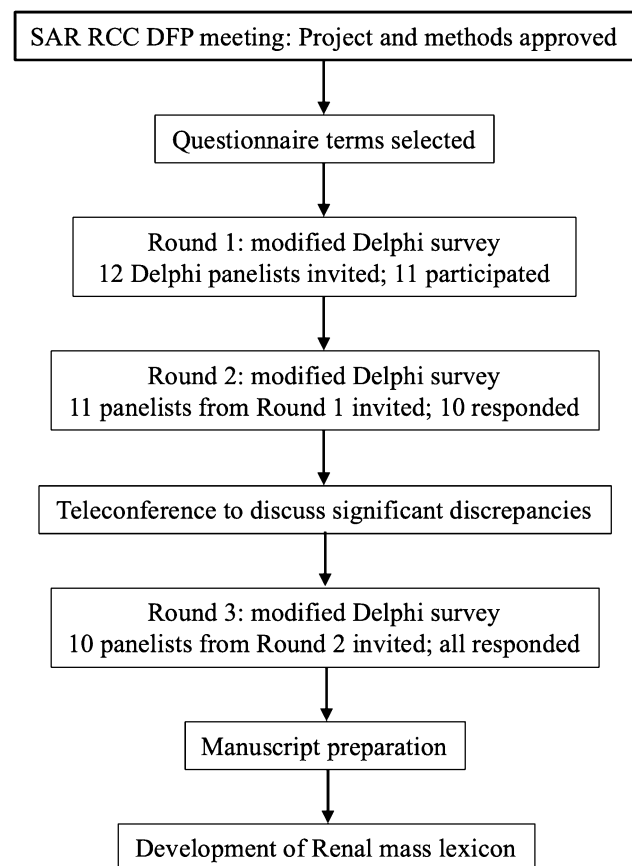 SAR RCC DFP meeting: Project and methods approved
Questionnaire terms selected
Round 1: modified Delphi survey
12 Delphi panelists invited; 11 participated
Round 2: modified Delphi survey
11 panelists from Round 1 invited; 10 responded
Teleconference to discuss significant discrepancies
Round 3: modified Delphi survey
10 panelists from Round 2 invited; all responded
Manuscript preparation
Development of Renal mass lexicon